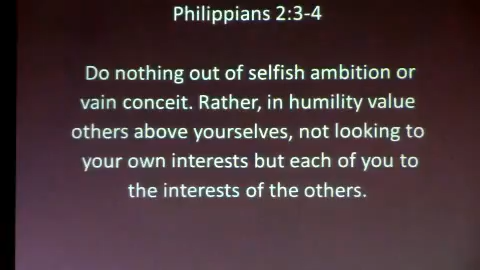 Philippians 2:3-4
Do nothing out of selfish ambition or
vain conceit. Rather, in humility value
others above yourselves, not looking to
your own interests but each of you to
the interests of the others.